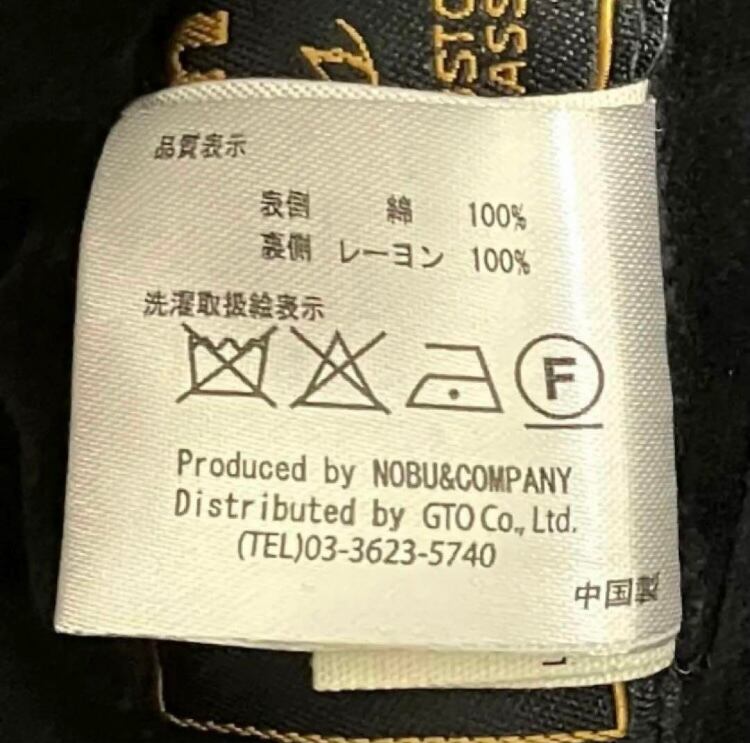 STO
ASS
品質表示
表側 綿 100%
裏側 レーヨン 100%
洗濯取扱絵表示
F
Produced by NOBU&COMPANY
Distributed by GTO Co., Ltd.
(TEL)03-3623-5740
中国製